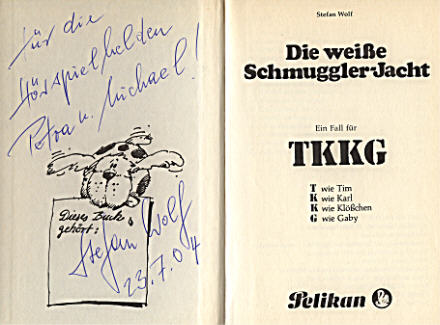 für die
Hörspielhelden
Petra u. Michael!
Dieses Buch
gehört:
Stefan Wolf
23.7.04
Stefan Wolf
Die weiße
Schmuggler-Jacht
Ein Fall für
TKKG
T wie Tim
K wie Karl
K wie Klößchen
G wie Gaby
Pelikan